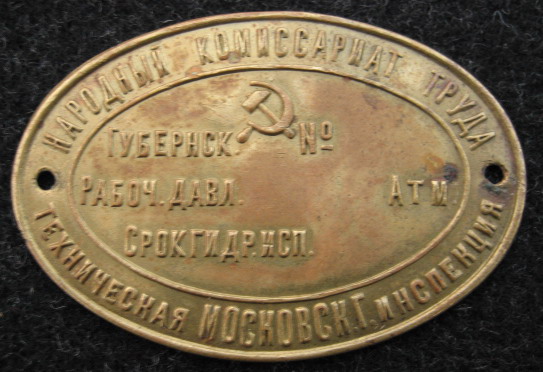 НАРОДНЫЙ КОМИССАРИАТ ТРУДА
ГУБЕРНСК. №
РАБОЧ. ДАВЛ. АТМ.
СРОК ГИДР. ИСП.
ТЕХНИЧЕСКАЯ МОСКОВСК. Г. ИНСПЕКЦИЯ